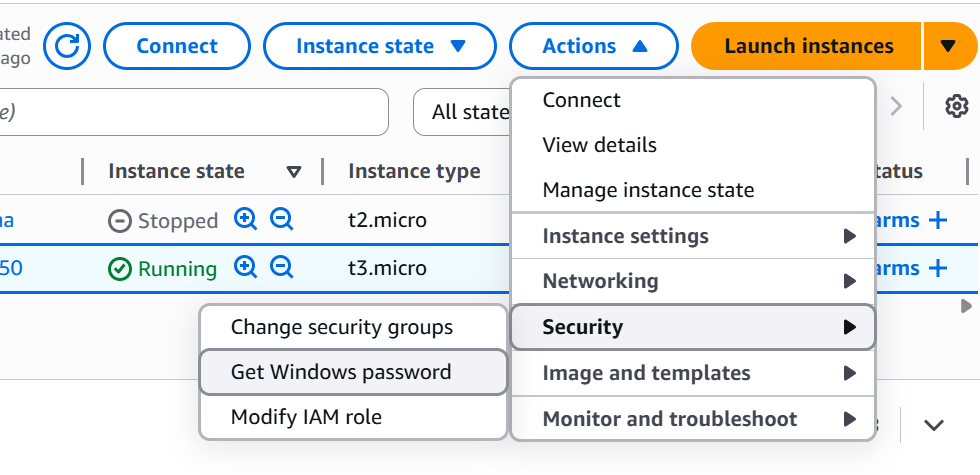 ated
ago
Connect
Instance state
Actions
Launch instances
e)
All state
Connect
View details
Manage instance state
Instance settings
Networking
Security
Image and templates
Monitor and troubleshoot
Instance state
Instance type
tatus
na
Stopped
t2.micro
arms +
50
Running
t3.micro
arms +
Change security groups
Get Windows password
Modify IAM role